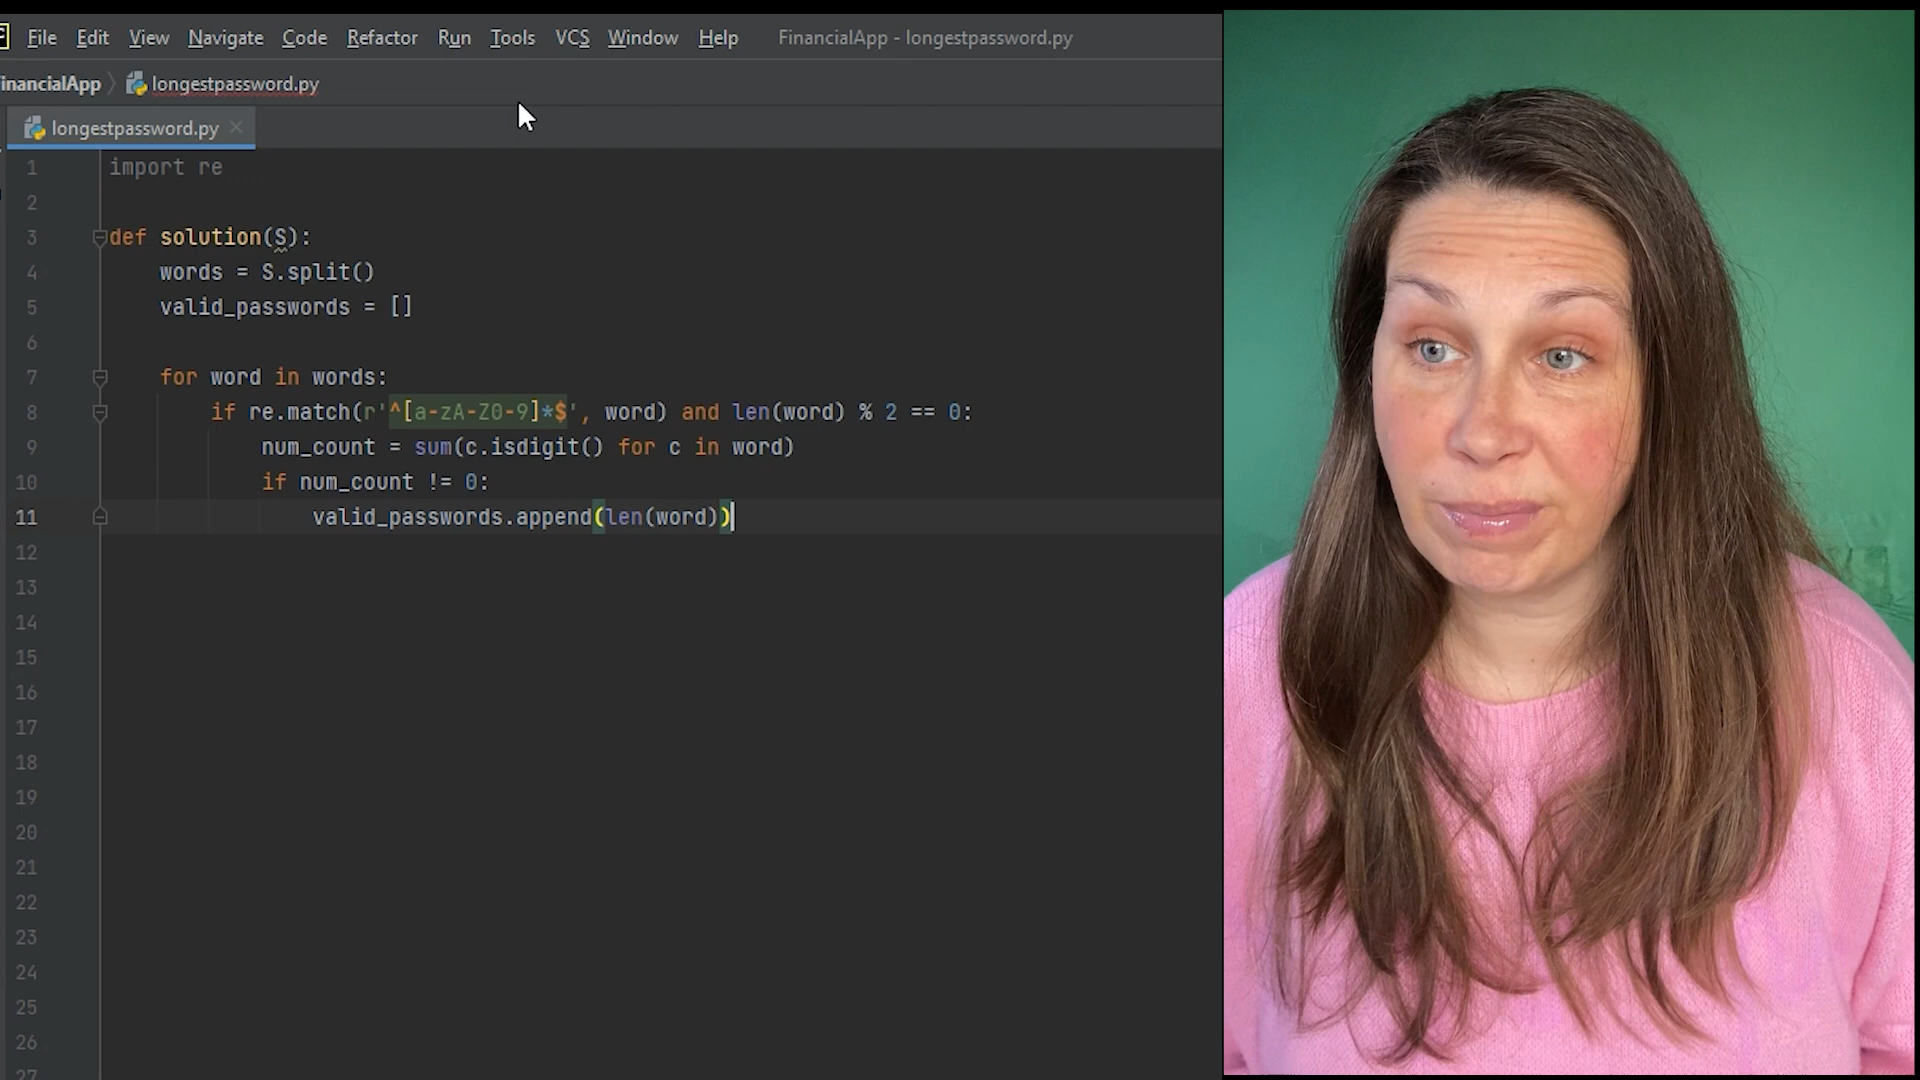 File Edit View Navigate Code Refactor Run Tools VCS Window Help FinancialApp - longestpassword.py
inancialApp longestpassword.py
longestpassword.py
1 import re
2
3 def solution(S):
4 words = S.split()
5 valid_passwords = []
6
7 for word in words:
8 if re.match(r'^[a-zA-Z0-9]*$', word) and len(word) % 2 == 0:
9 num_count = sum(c.isdigit() for c in word)
10 if num_count != 0:
11 valid_passwords.append(len(word))
12
13
14
15
16
17
18
19
20
21
22
23
24
25
26
27